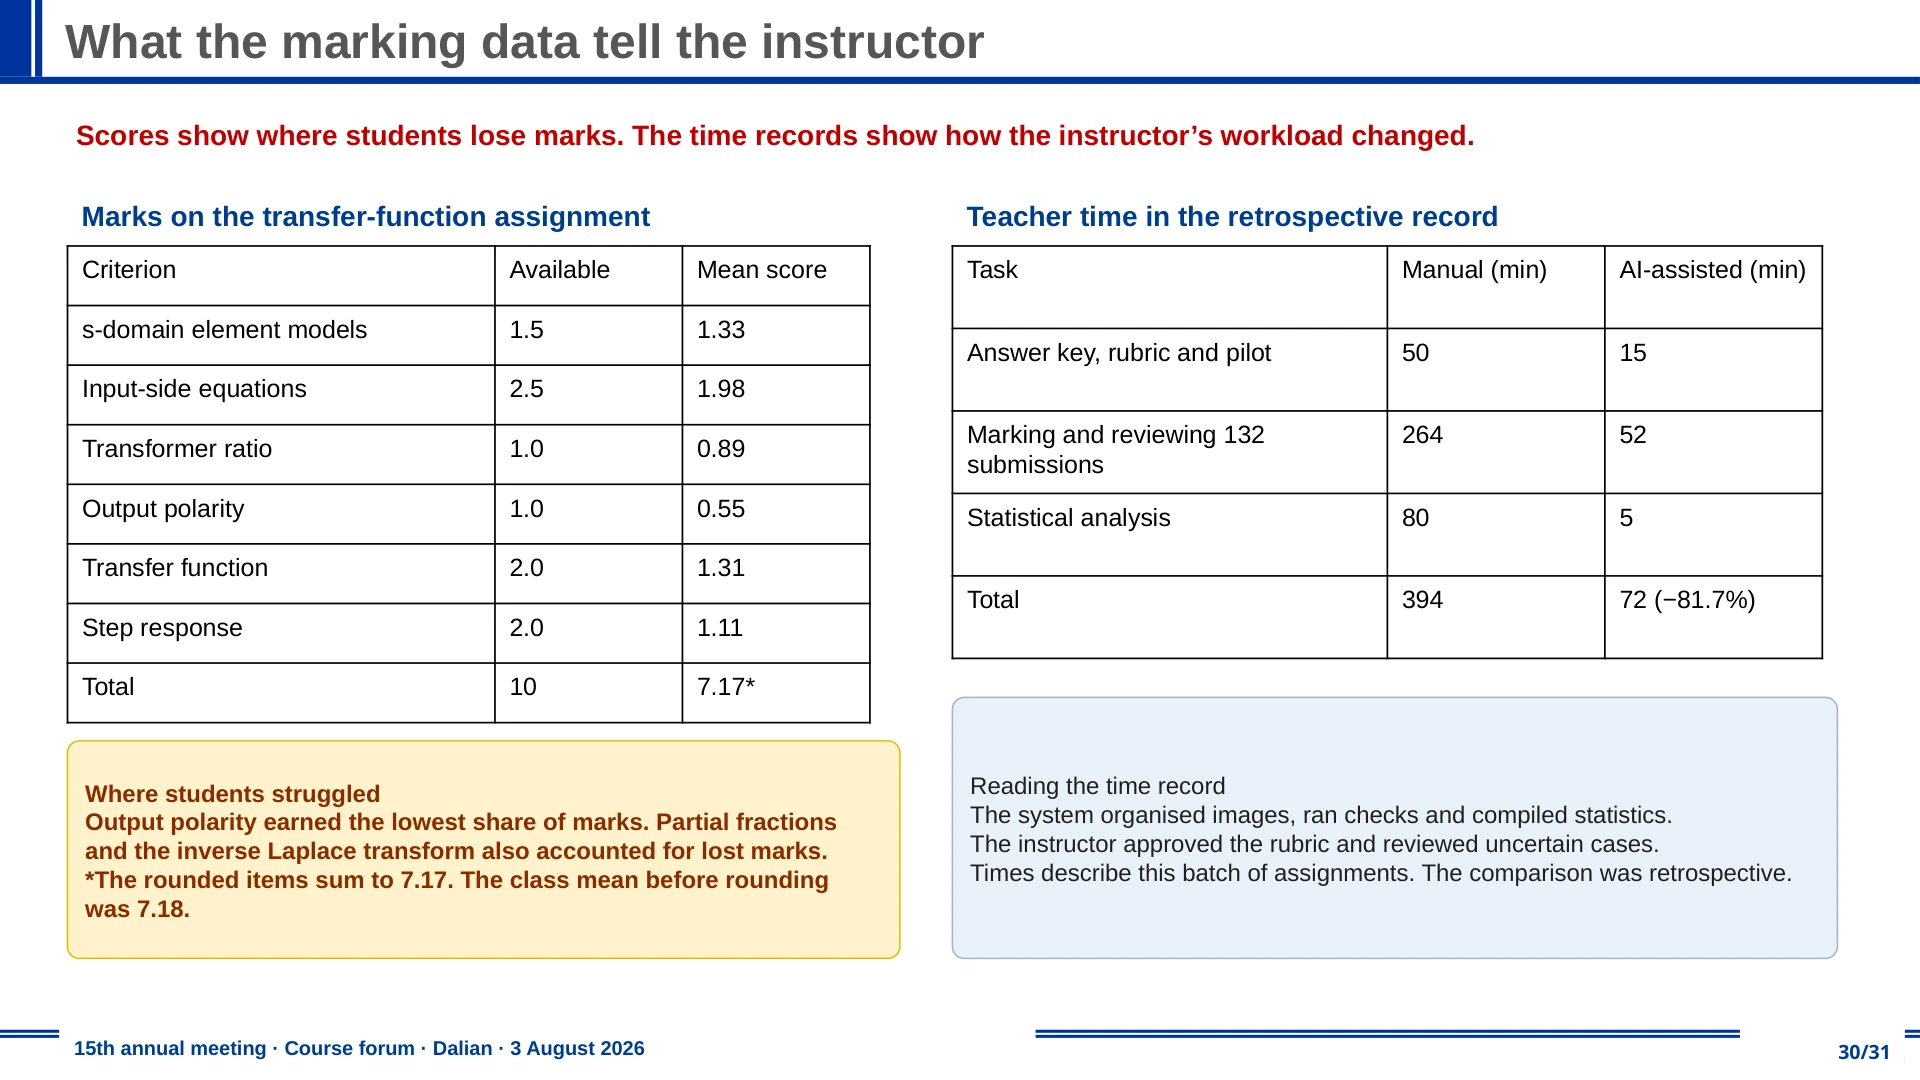 What the marking data tell the instructor
Scores show where students lose marks. The time records show how the instructor’s workload changed.
Marks on the transfer-function assignment
Criterion Available Mean score
s-domain element models 1.5 1.33
Input-side equations 2.5 1.98
Transformer ratio 1.0 0.89
Output polarity 1.0 0.55
Transfer function 2.0 1.31
Step response 2.0 1.11
Total 10 7.17*
Where students struggled
Output polarity earned the lowest share of marks. Partial fractions
and the inverse Laplace transform also accounted for lost marks.
*The rounded items sum to 7.17. The class mean before rounding
was 7.18.
Teacher time in the retrospective record
Task Manual (min) AI-assisted (min)
Answer key, rubric and pilot 50 15
Marking and reviewing 132 264 52
submissions
Statistical analysis 80 5
Total 394 72 (−81.7%)
Reading the time record
The system organised images, ran checks and compiled statistics.
The instructor approved the rubric and reviewed uncertain cases.
Times describe this batch of assignments. The comparison was retrospective.
15th annual meeting · Course forum · Dalian · 3 August 2026
30/31